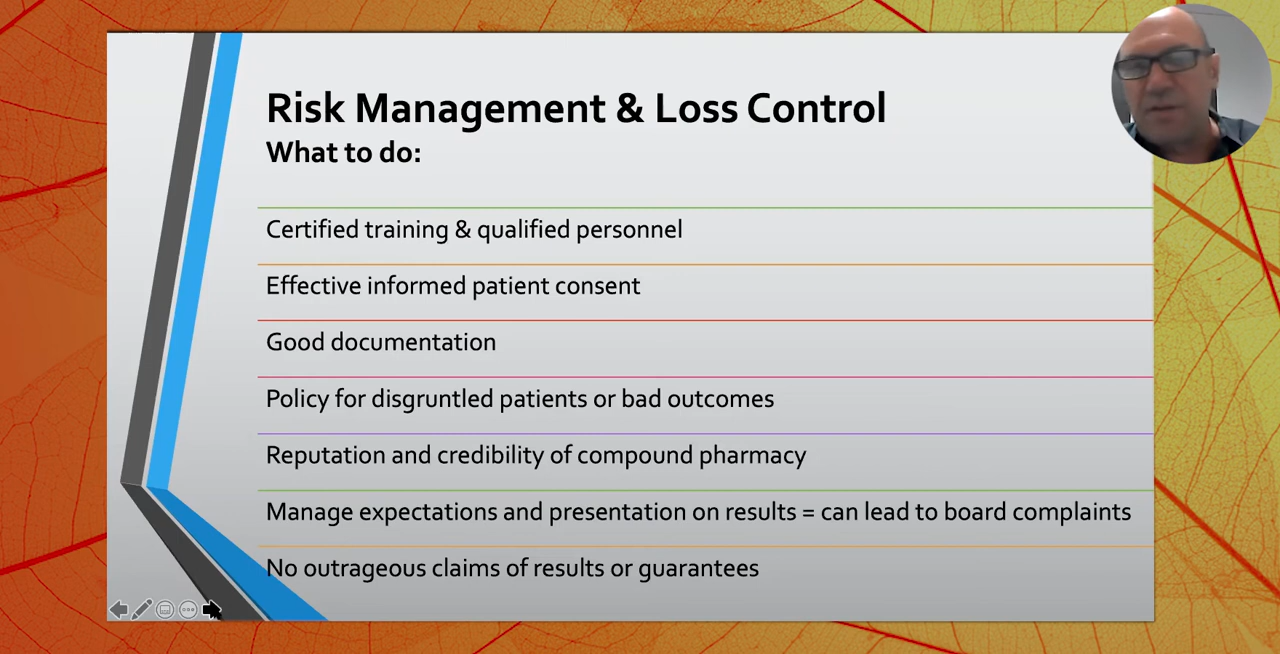 Risk Management & Loss Control
What to do:
Certified training & qualified personnel
Effective informed patient consent
Good documentation
Policy for disgruntled patients or bad outcomes
Reputation and credibility of compound pharmacy
Manage expectations and presentation on results = can lead to board complaints
No outrageous claims of results or guarantees